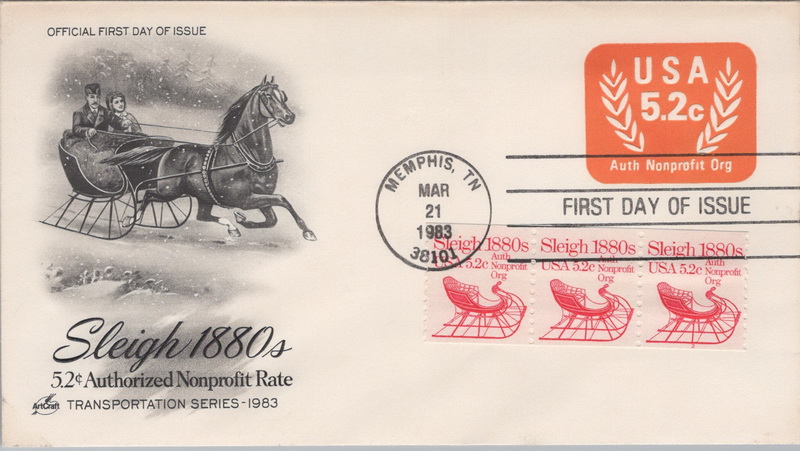 OFFICIAL FIRST DAY OF ISSUE
USA
5.2c
Auth Nonprofit Org
MEMPHIS, TN
MAR
21
1983
38101
FIRST DAY OF ISSUE
Sleigh 1880s
USA 5.2c
Auth
Nonprofit
Org
Sleigh 1880s
USA 5.2c
Auth
Nonprofit
Org
Sleigh 1880s
USA 5.2c
Auth
Nonprofit
Org
Sleigh 1880s
5.2¢ Authorized Nonprofit Rate
ArtCraft TRANSPORTATION SERIES-1983